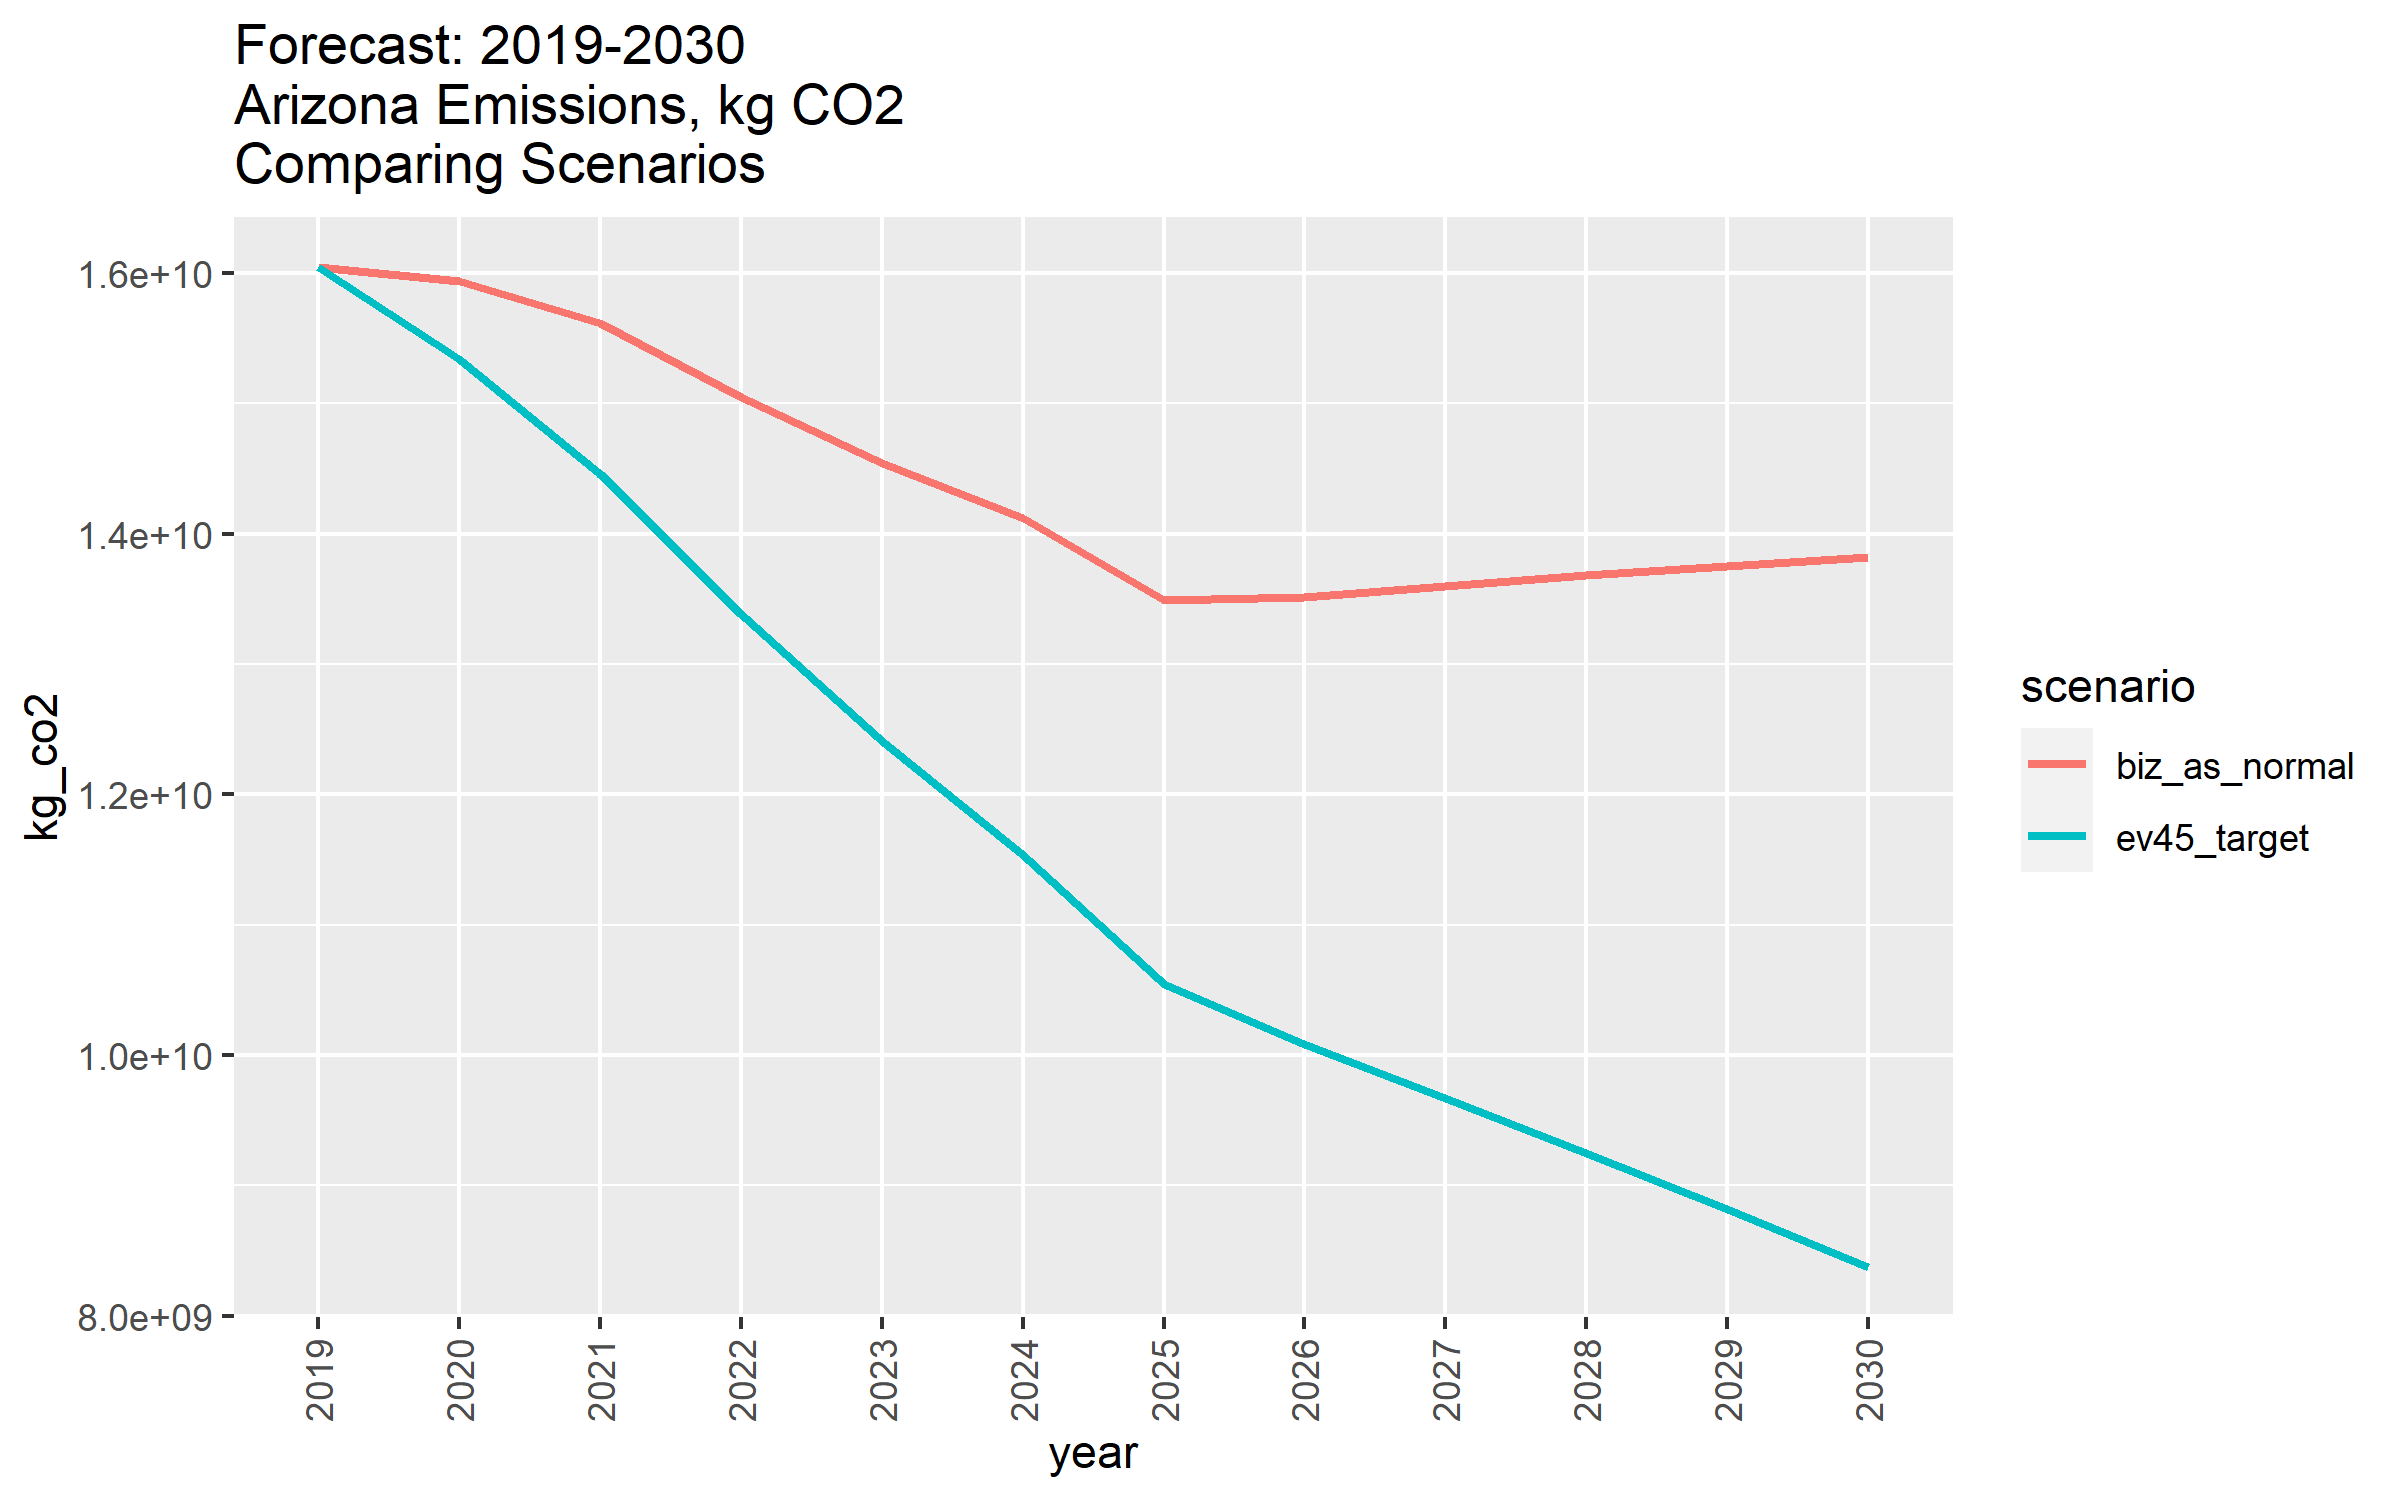 Forecast: 2019-2030
Arizona Emissions, kg CO2
Comparing Scenarios
kg_co2
1.6e+10
1.4e+10
1.2e+10
1.0e+10
8.0e+09
2019
2020
2021
2022
2023
2024
2025
2026
2027
2028
2029
2030
year
scenario
biz_as_normal
ev45_target